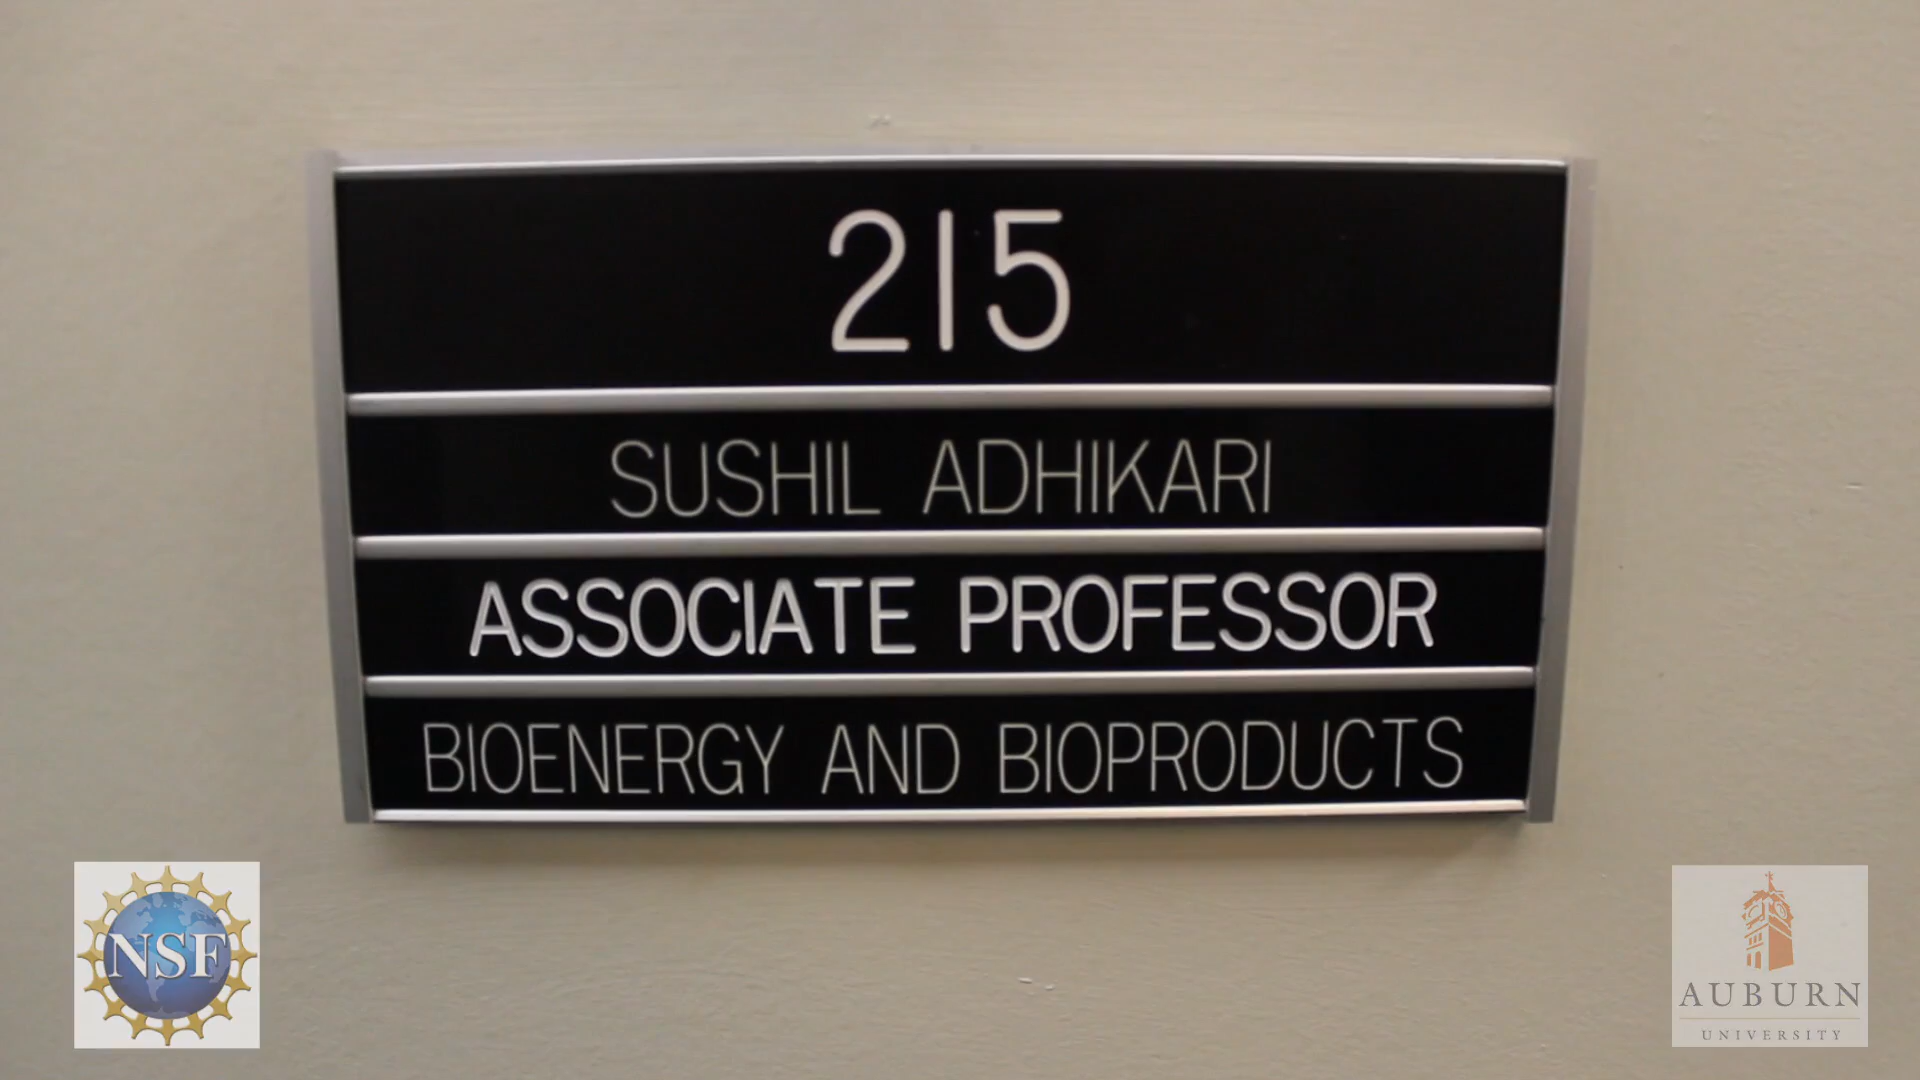 215
SUSHIL ADHIKARI
ASSOCIATE PROFESSOR
BIOENERGY AND BIOPRODUCTS
NSF
AUBURN
UNIVERSITY